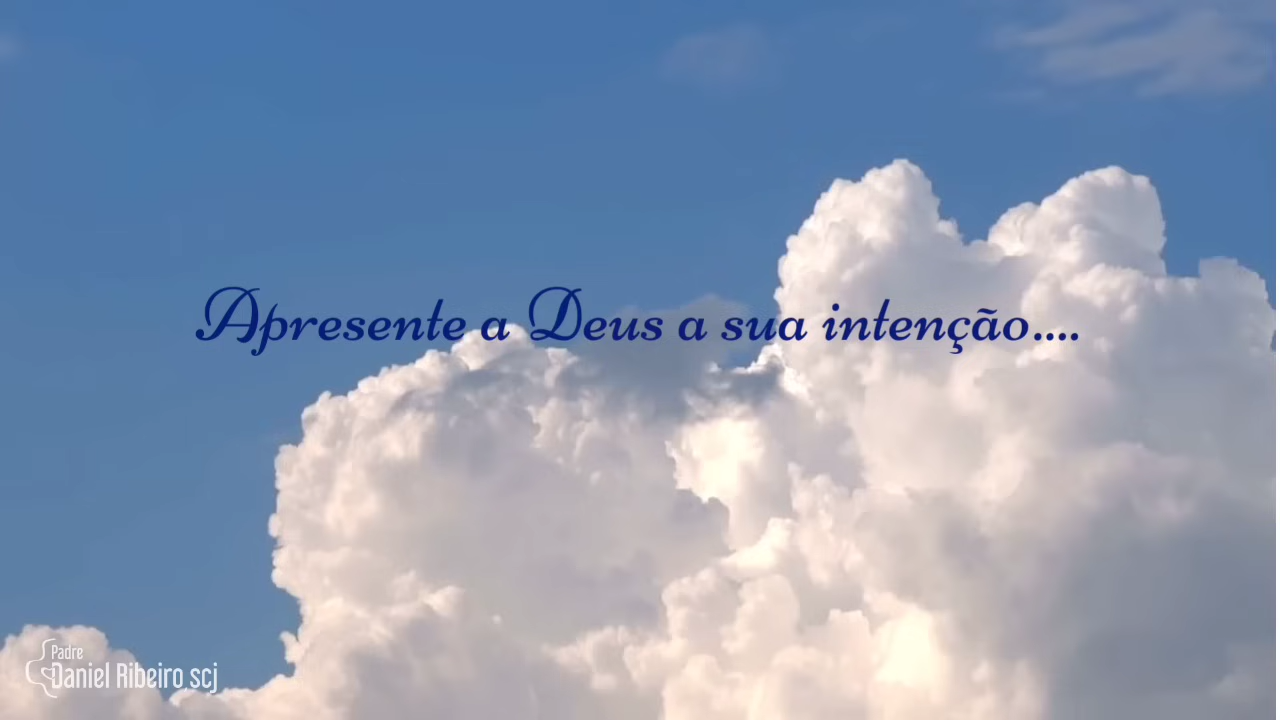 Apresente a Deus a sua intenção....
Padre
Daniel Ribeiro, scj